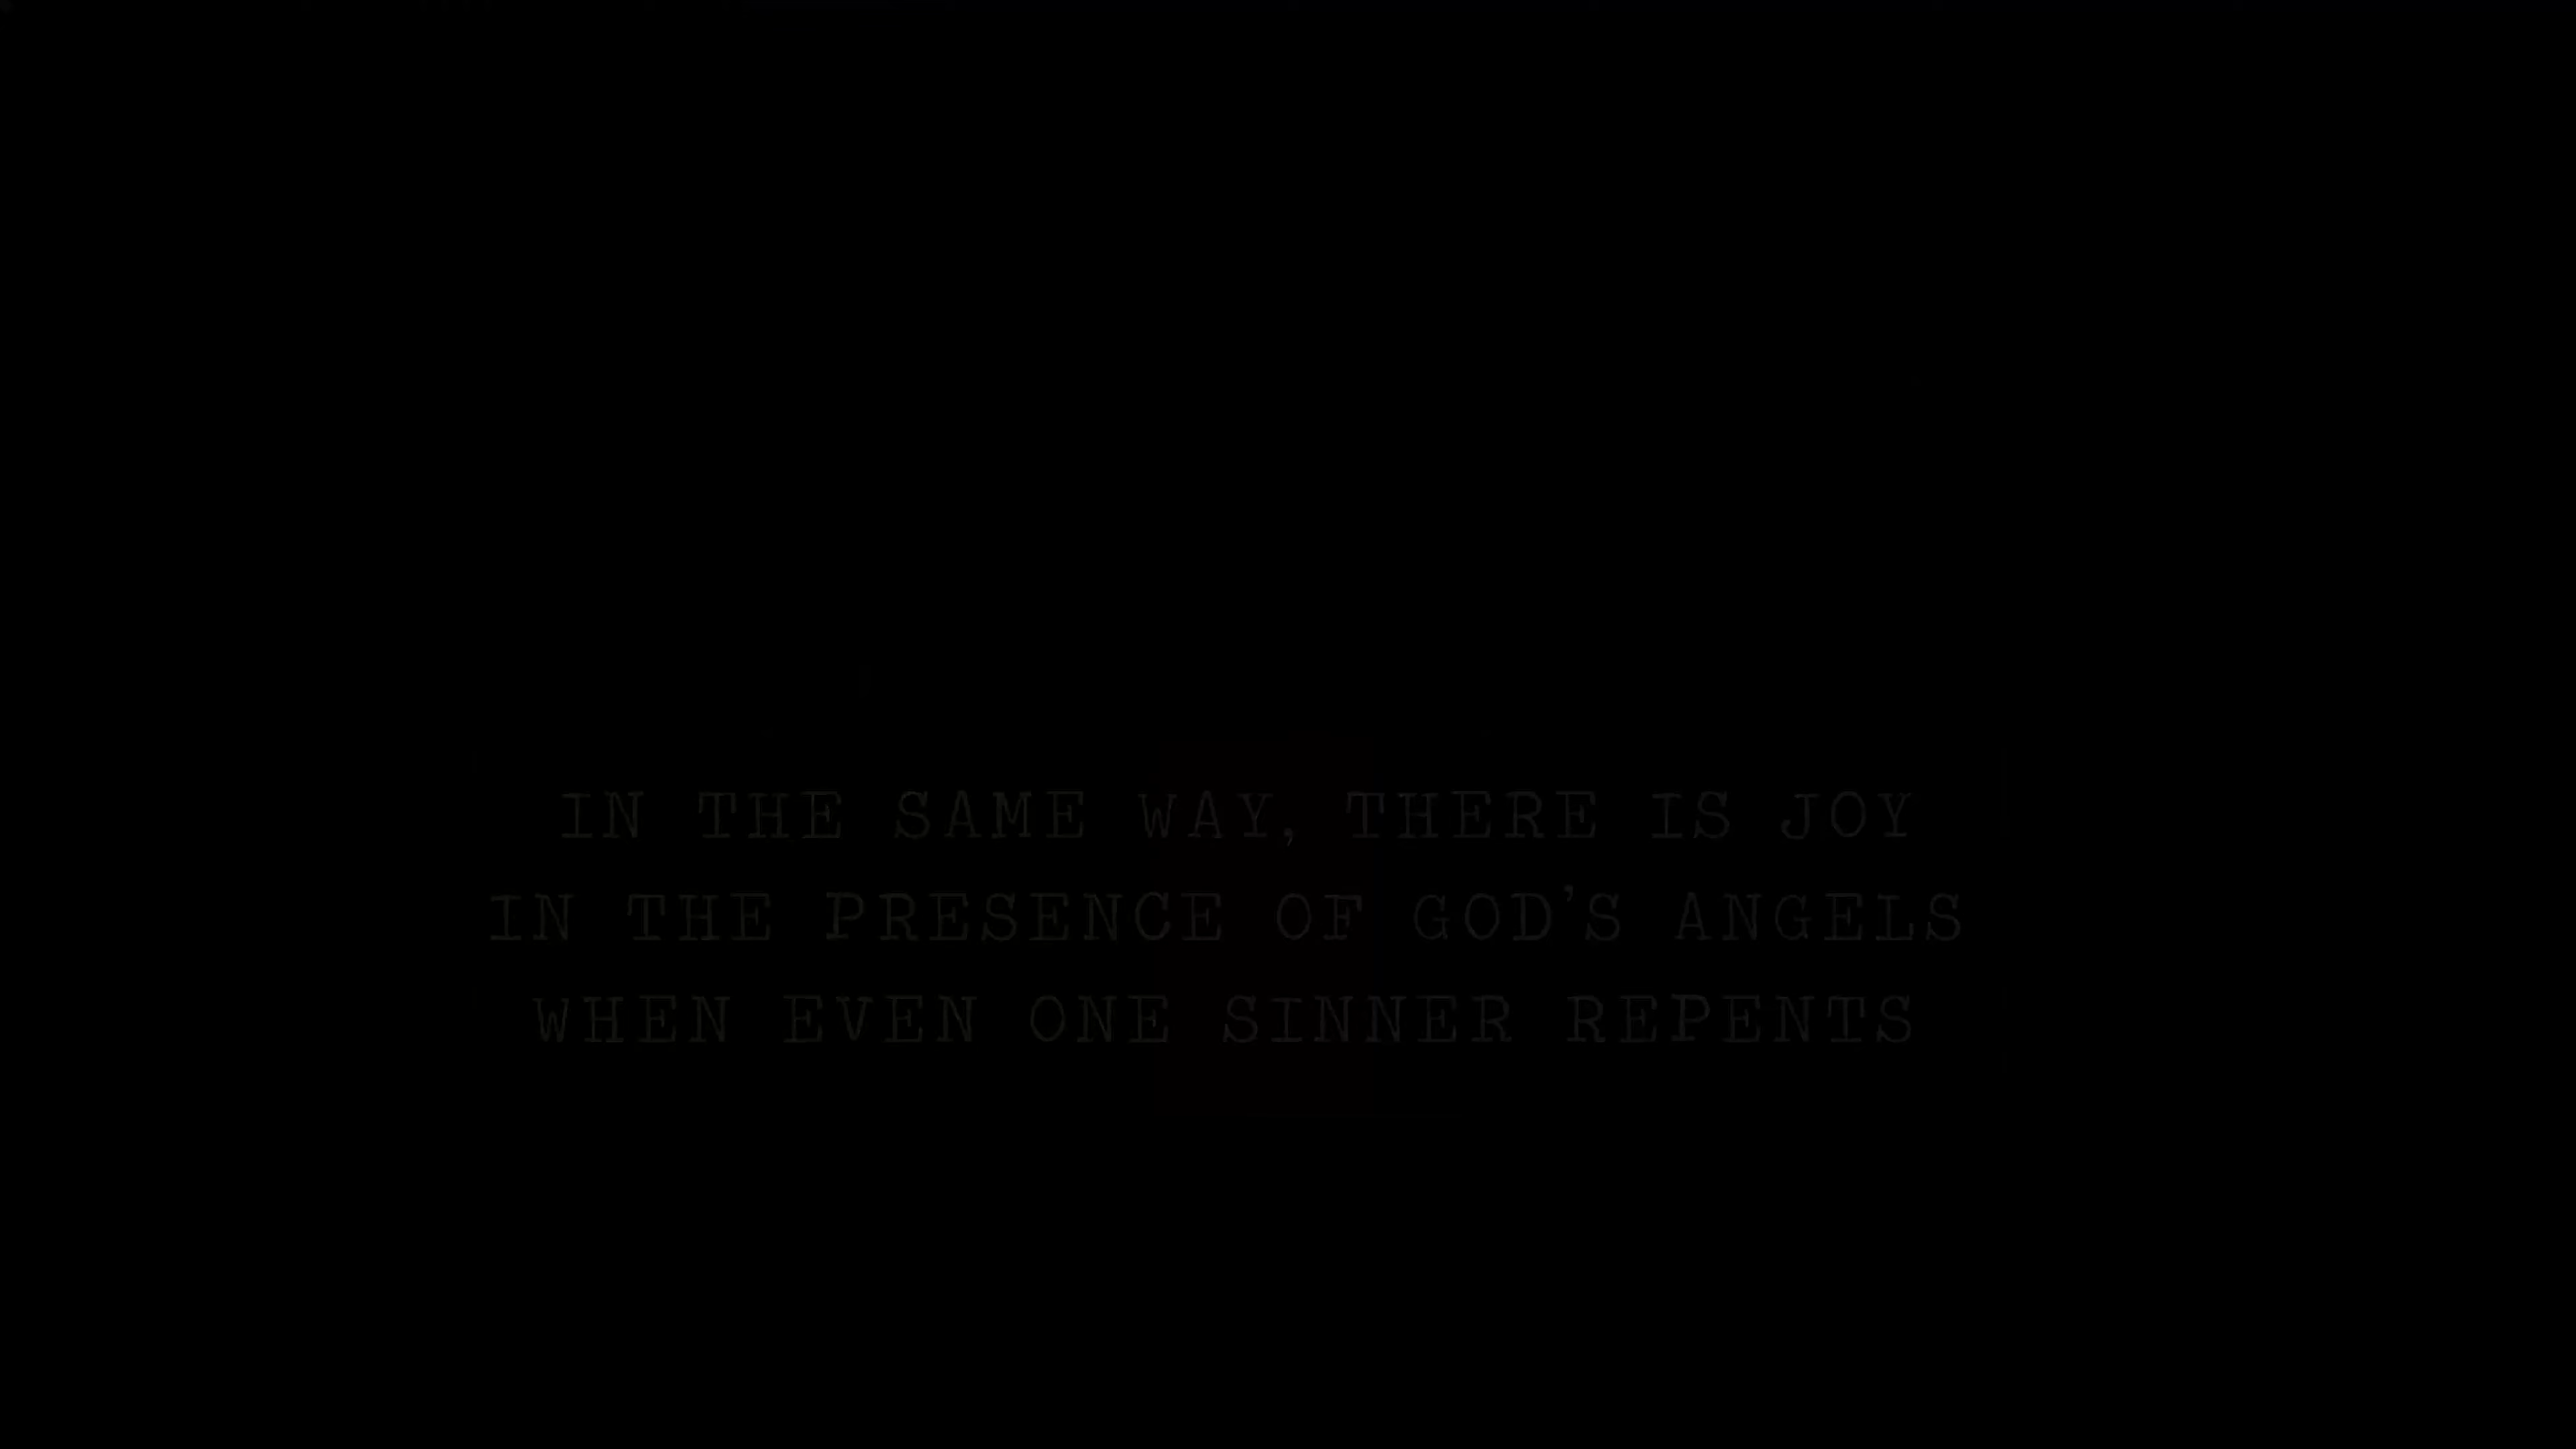 IN THE SAME WAY, THERE IS JOY
IN THE PRESENCE OF GOD'S ANGELS
WHEN EVEN ONE SINNER REPENTS